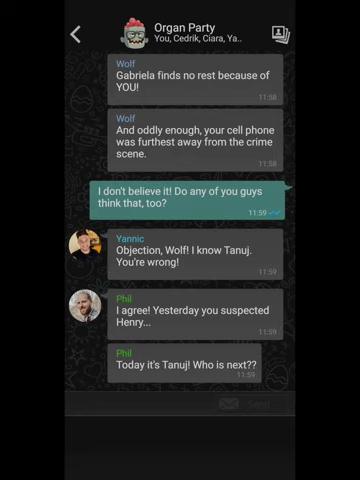 Organ Party
You, Cedrik, Ciara, Ya..
Wolf
Gabriela finds no rest because of
YOU!
11:58
Wolf
And oddly enough, your cell phone
was furthest away from the crime
scene.
11:58
I don't believe it! Do any of you guys
think that, too?
11:59
Yannic
Objection, Wolf! I know Tanuj.
You're wrong!
11:59
Phil
I agree! Yesterday you suspected
Henry...
11:59
Phil
Today it's Tanuj! Who is next??
11:59
Send